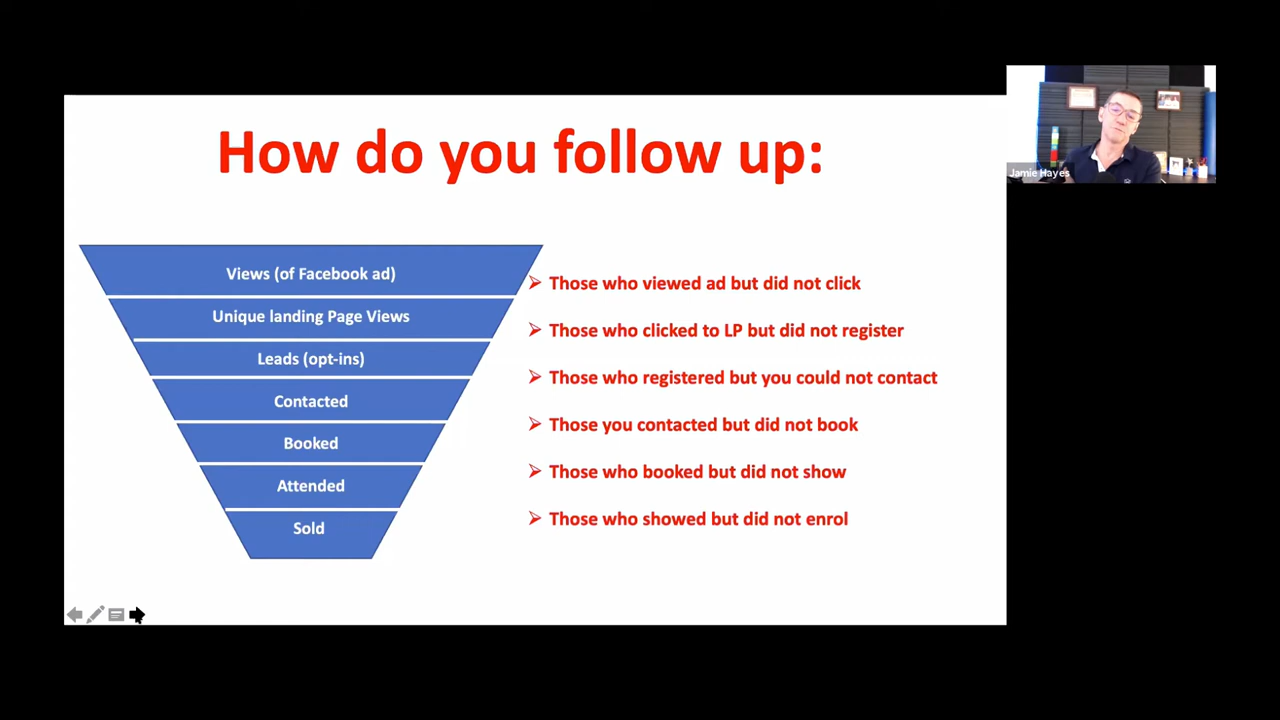 How do you follow up:
Jamie Hayes
Views (of Facebook ad)
Unique landing Page Views
Leads (opt-ins)
Contacted
Booked
Attended
Sold
Those who viewed ad but did not click
Those who clicked to LP but did not register
Those who registered but you could not contact
Those you contacted but did not book
Those who booked but did not show
Those who showed but did not enrol